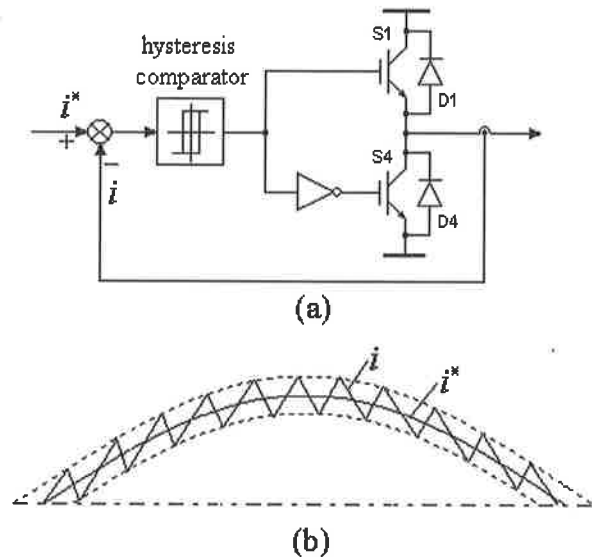 hysteresis
comparator
S1
D1
i*
+
−
i
S4
D4
(a)
i
i*
(b)